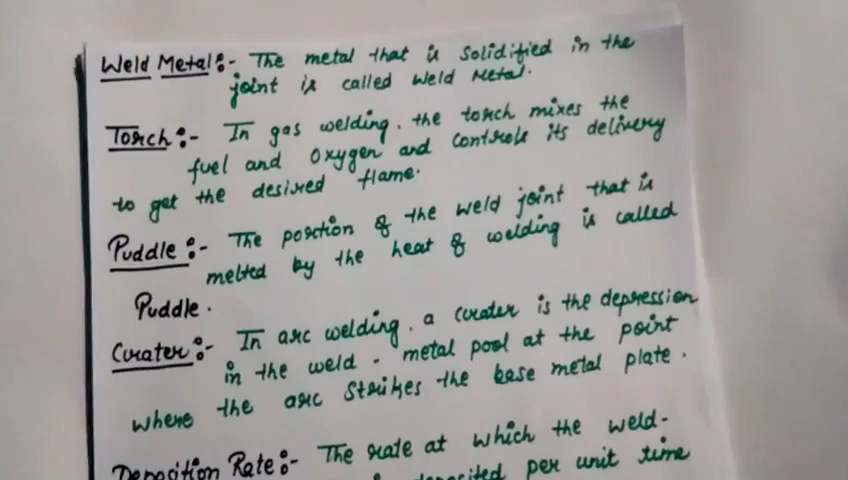 Weld Metal:- The metal that is solidified in the
joint is called Weld Metal.
Torch:- In gas welding, the torch mixes the
fuel and oxygen and controls its delivery
to get the desired flame.
Puddle:- The portion of the weld joint that is
melted by the heat of welding is called
Puddle.
Crater:- In arc welding, a crater is the depression
in the weld - metal pool at the point
where the arc strikes the base metal plate.
Deposition Rate:- The rate at which the weld-
deposited per unit time